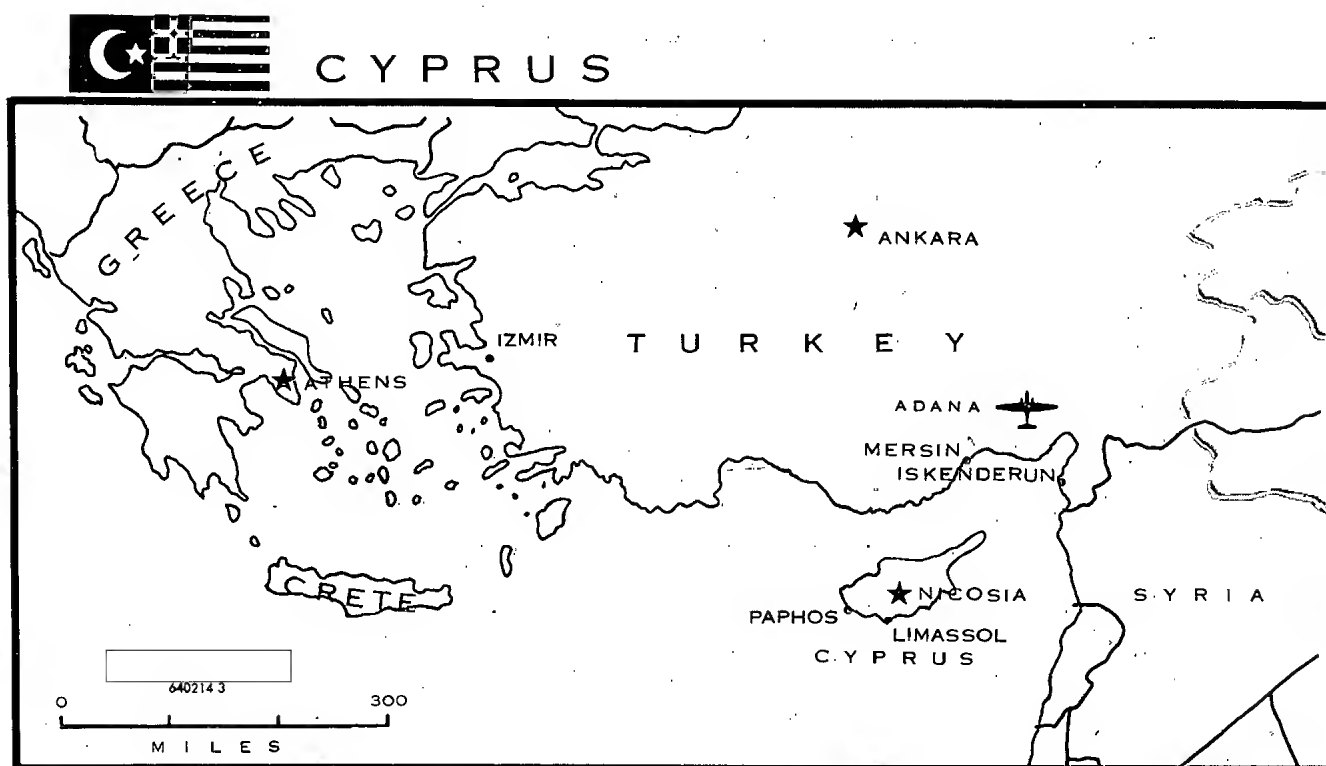 CYPRUS
GREECE
ANKARA
IZMIR
TURKEY
ATHENS
ADANA
MERSIN
ISKENDERUN
CRETE
NICOSIA
SYRIA
PAPHOS
LIMASSOL
CYPRUS
640214 3
0 300
MILES